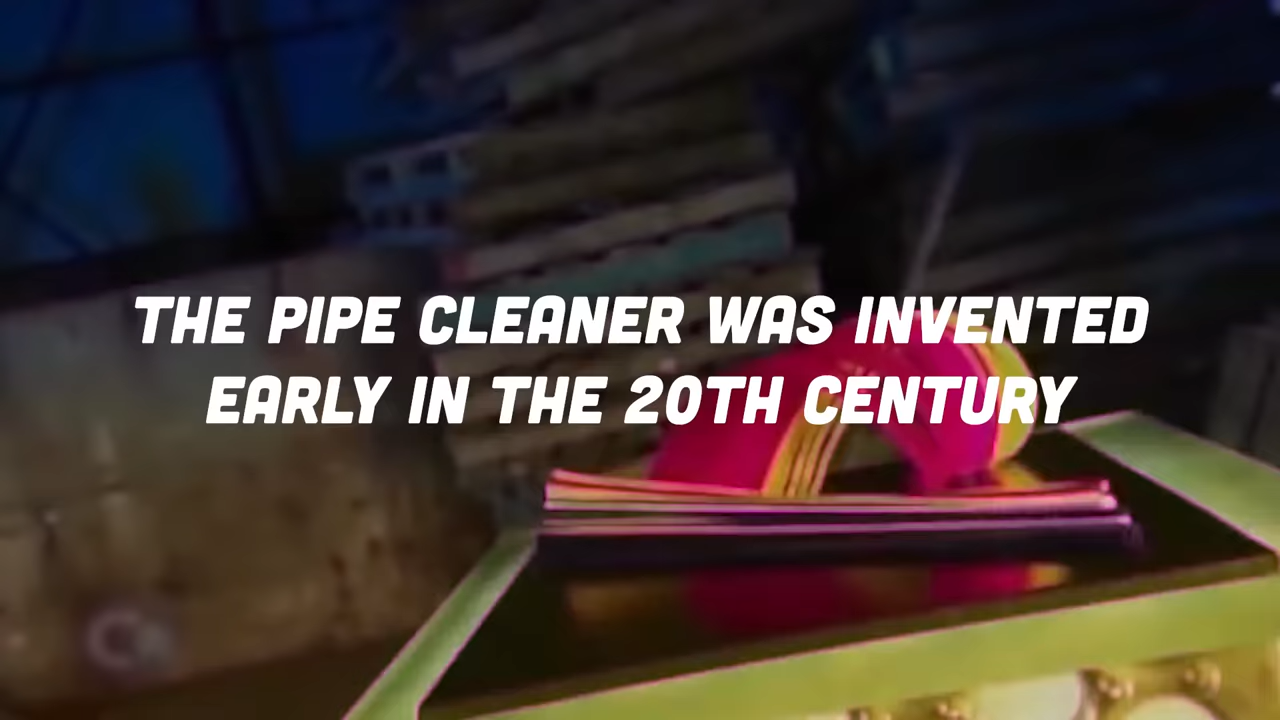 THE PIPE CLEANER WAS INVENTED
EARLY IN THE 20TH CENTURY